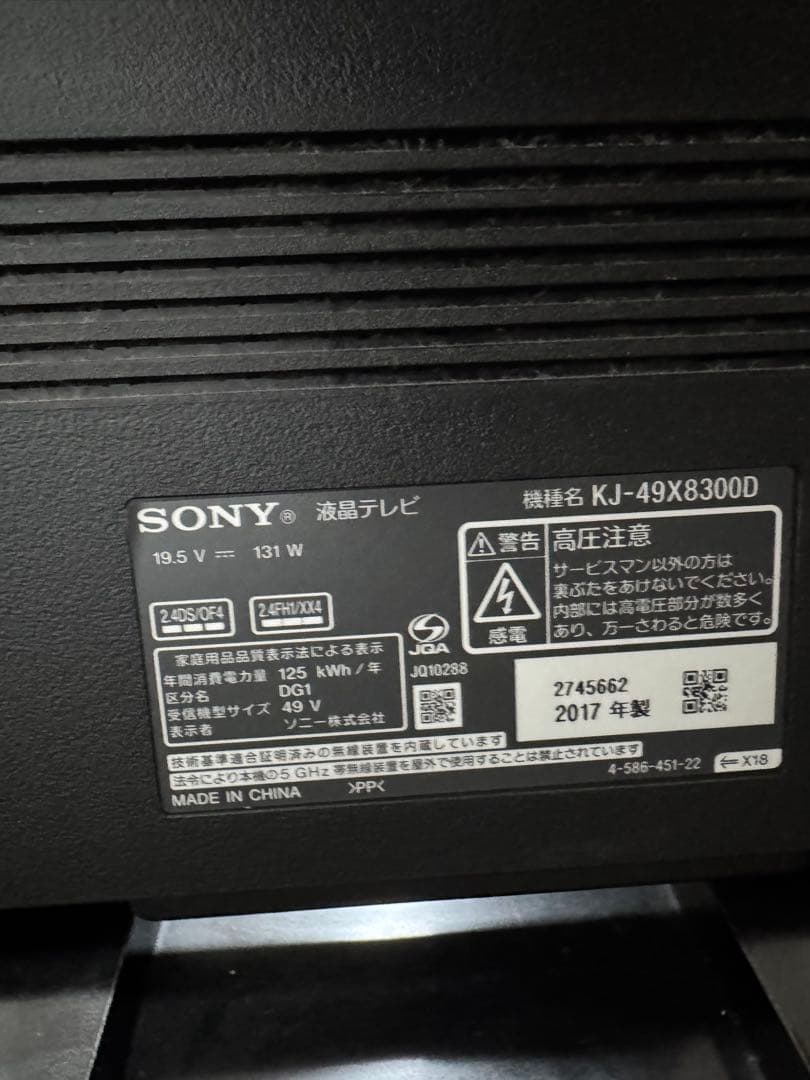 SONY® 液晶テレビ
機種名 KJ-49X8300D
19.5 V ⎓ 131 W
2.4DS/OF4
2.4FH1/XX4
警告
感電
高圧注意
サービスマン以外の方は
裏ぶたをあけないでください。
内部には高電圧部分が数多く
あり、万一さわると危険です。
家庭用品品質表示法による表示
年間消費電力量 125 kWh/年
区分名 DG1
受信機型サイズ 49 V
表示者 ソニー株式会社
JQA
JQ10288
2745662
2017 年製
技術基準適合証明済みの無線装置を内蔵しています
法令により本機の5 GHz 帯無線装置を屋外で使用することは禁止されています
MADE IN CHINA >PP<
4-586-451-22
⇐X18